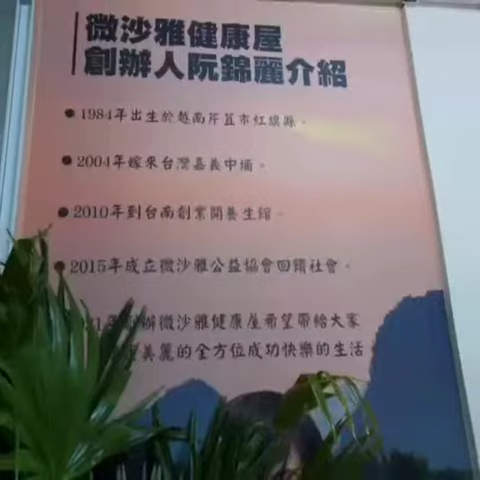 微沙雅健康屋
創辦人阮錦麗介紹
● 1984年出生於越南芹苴市紅旗縣。
● 2004年嫁來台灣嘉義中埔。
● 2010年到台南創業開養生館。
● 2015年成立微沙雅公益協會回饋社會。
辦微沙雅健康屋希望帶給大家
美麗的全方位成功快樂的生活